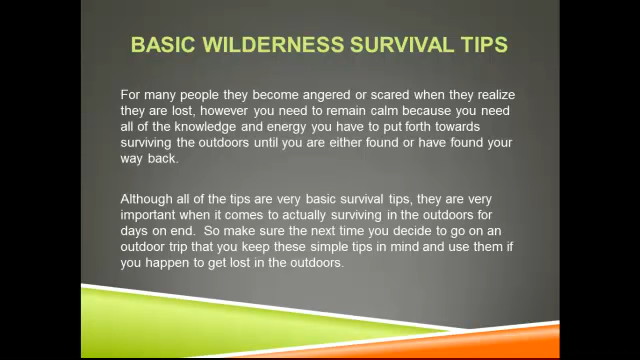 BASIC WILDERNESS SURVIVAL TIPS
For many people they become angered or scared when they realize
they are lost, however you need to remain calm because you need
all of the knowledge and energy you have to put forth towards
surviving the outdoors until you are either found or have found your
way back.
Although all of the tips are very basic survival tips, they are very
important when it comes to actually surviving in the outdoors for
days on end.  So make sure the next time you decide to go on an
outdoor trip that you keep these simple tips in mind and use them if
you happen to get lost in the outdoors.